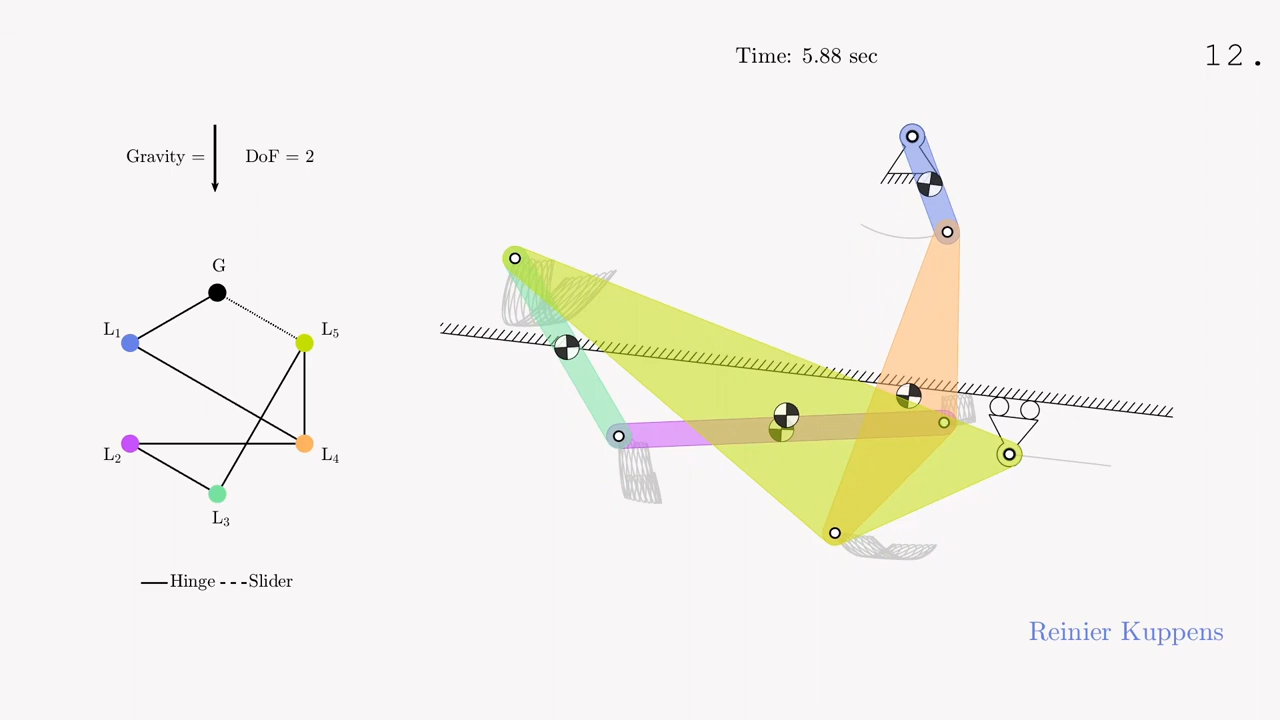 Time: 5.88 sec
12.
Gravity =
DoF = 2
G
L1
L5
L2
L4
L3
Hinge
Slider
Reinier Kuppens